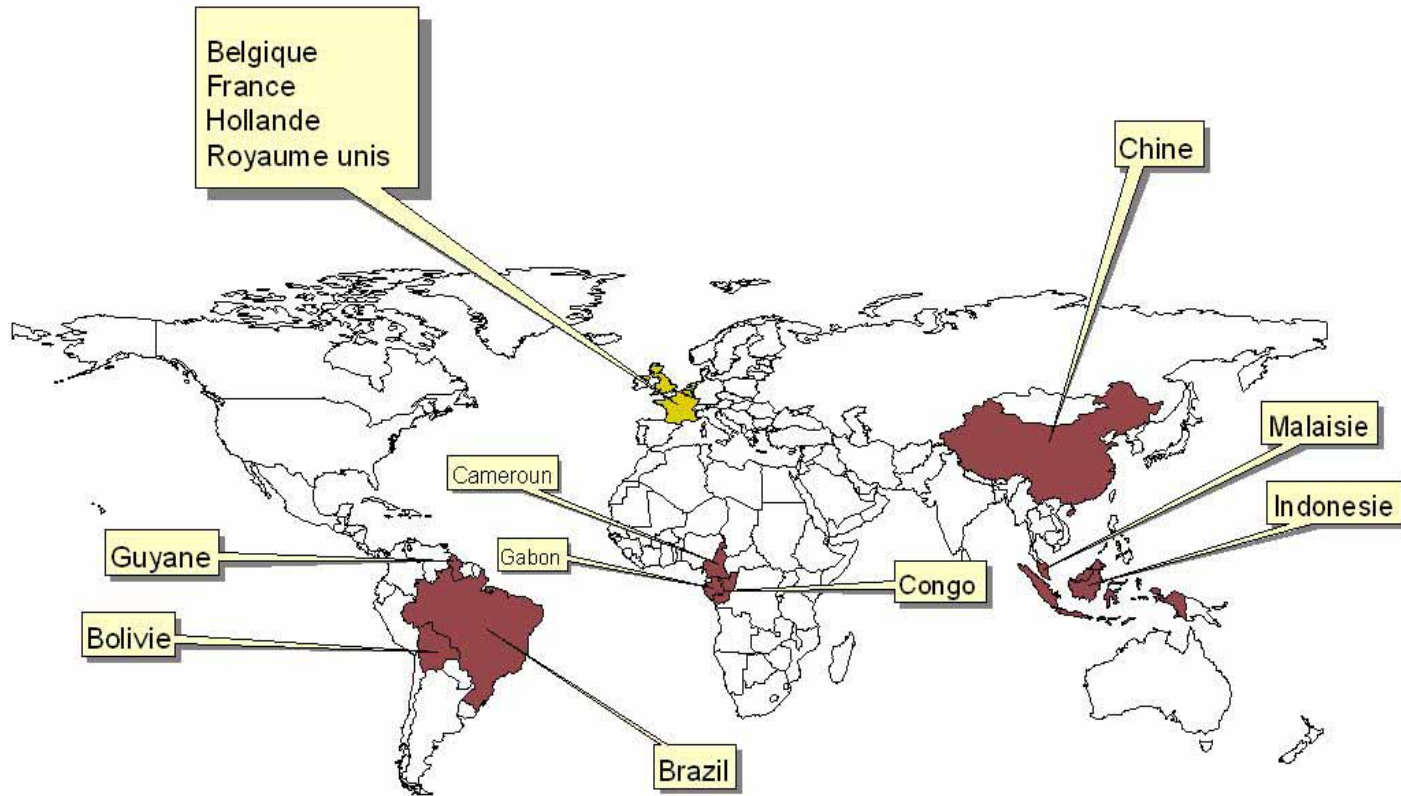 Belgique
France
Hollande
Royaume unis
Chine
Malaisie
Cameroun
Indonesie
Guyane
Gabon
Congo
Bolivie
Brazil